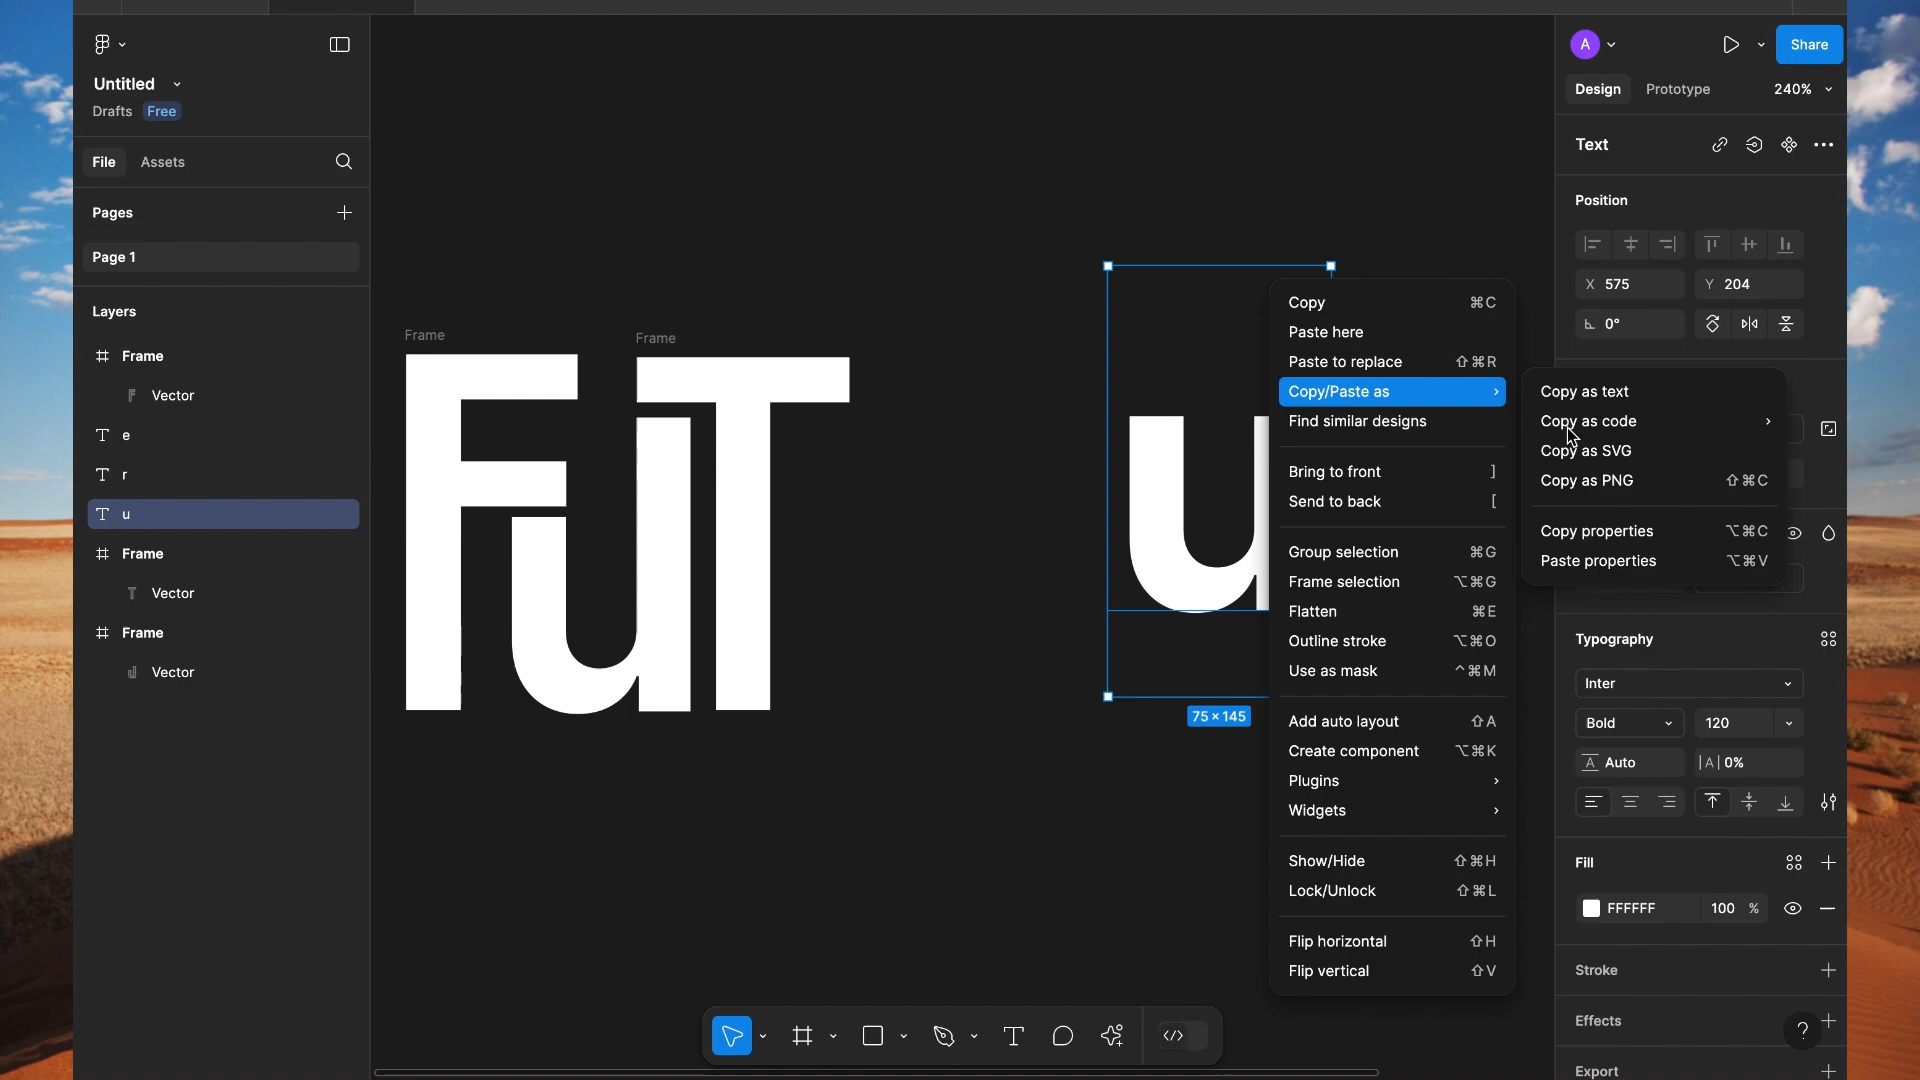 Untitled
Drafts Free
File Assets
Pages
Page 1
Layers
Frame
Vector
T e
T r
T u
Frame
T Vector
Frame
u Vector
Frame
Frame
FuT
u
75 × 145
Copy ⌘C
Paste here
Paste to replace ⇧⌘R
Copy/Paste as
Find similar designs
Bring to front ]
Send to back [
Group selection ⌘G
Frame selection ⌥⌘G
Flatten ⌘E
Outline stroke ⌥⌘O
Use as mask ^⌘M
Add auto layout ⇧A
Create component ⌥⌘K
Plugins
Widgets
Show/Hide ⇧⌘H
Lock/Unlock ⇧⌘L
Flip horizontal ⇧H
Flip vertical ⇧V
Copy as text
Copy as code
Copy as SVG
Copy as PNG ⇧⌘C
Copy properties ⌥⌘C
Paste properties ⌥⌘V
A
Share
Design Prototype 240%
Text
Position
X 575 Y 204
0°
Typography
Inter
Bold 120
A Auto |A| 0%
Fill
FFFFFF 100 %
Stroke
Effects
?
Export